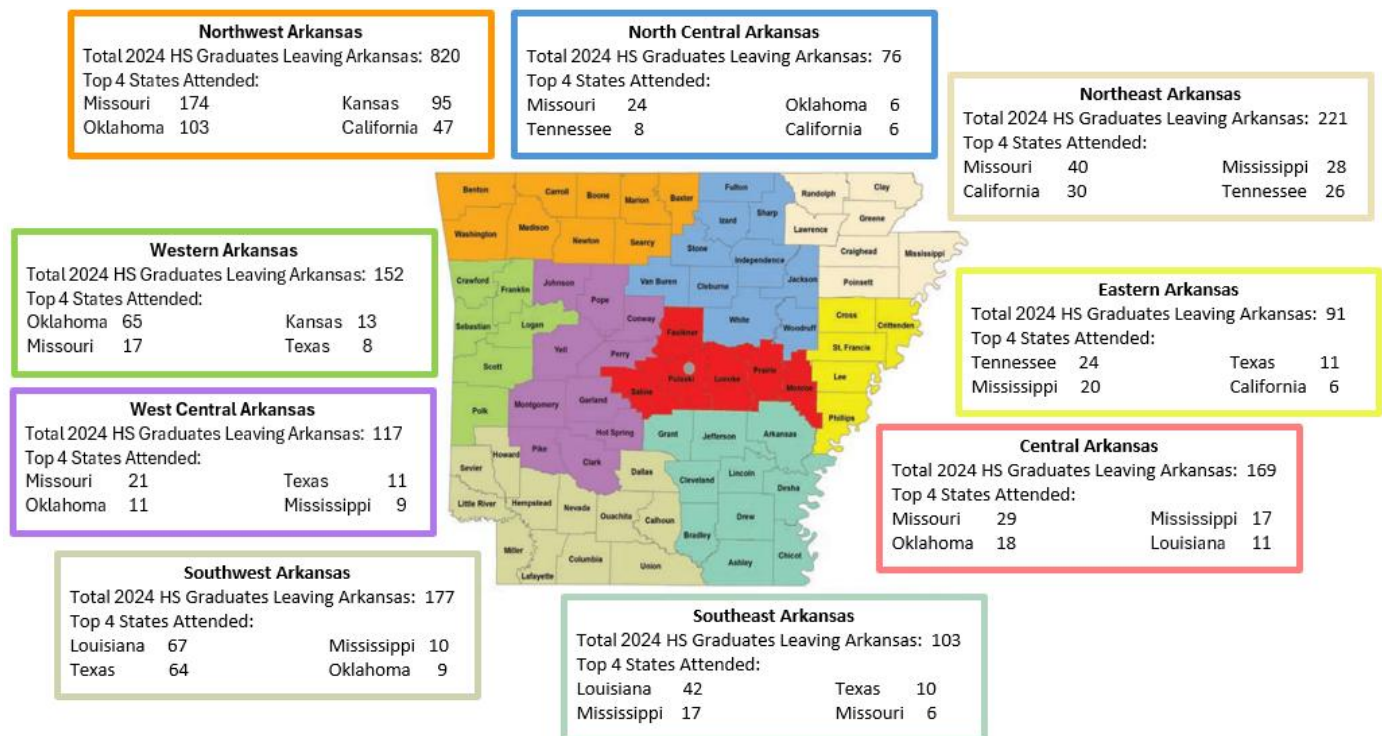 Northwest Arkansas
Total 2024 HS Graduates Leaving Arkansas: 820
Top 4 States Attended:
Missouri 174 Kansas 95
Oklahoma 103 California 47
North Central Arkansas
Total 2024 HS Graduates Leaving Arkansas: 76
Top 4 States Attended:
Missouri 24 Oklahoma 6
Tennessee 8 California 6
Northeast Arkansas
Total 2024 HS Graduates Leaving Arkansas: 221
Top 4 States Attended:
Missouri 40 Mississippi 28
California 30 Tennessee 26
Western Arkansas
Total 2024 HS Graduates Leaving Arkansas: 152
Top 4 States Attended:
Oklahoma 65 Kansas 13
Missouri 17 Texas 8
Eastern Arkansas
Total 2024 HS Graduates Leaving Arkansas: 91
Top 4 States Attended:
Tennessee 24 Texas 11
Mississippi 20 California 6
West Central Arkansas
Total 2024 HS Graduates Leaving Arkansas: 117
Top 4 States Attended:
Missouri 21 Texas 11
Oklahoma 11 Mississippi 9
Central Arkansas
Total 2024 HS Graduates Leaving Arkansas: 169
Top 4 States Attended:
Missouri 29 Mississippi 17
Oklahoma 18 Louisiana 11
Southwest Arkansas
Total 2024 HS Graduates Leaving Arkansas: 177
Top 4 States Attended:
Louisiana 67 Mississippi 10
Texas 64 Oklahoma 9
Southeast Arkansas
Total 2024 HS Graduates Leaving Arkansas: 103
Top 4 States Attended:
Louisiana 42 Texas 10
Mississippi 17 Missouri 6
Benton
Carroll
Boone
Marion
Baxter
Fulton
Randolph
Clay
Washington
Madison
Newton
Searcy
Stone
Izard
Sharp
Lawrence
Greene
Independence
Craighead
Mississippi
Crawford
Franklin
Johnson
Pope
Van Buren
Cleburne
Jackson
Poinsett
Sebastian
Logan
Conway
Faulkner
White
Woodruff
Cross
Crittenden
Scott
Yell
Perry
St. Francis
Saline
Pulaski
Lonoke
Prairie
Monroe
Lee
Polk
Montgomery
Garland
Phillips
Hot Spring
Grant
Jefferson
Arkansas
Sevier
Howard
Pike
Clark
Dallas
Cleveland
Lincoln
Desha
Little River
Hempstead
Nevada
Ouachita
Calhoun
Bradley
Drew
Miller
Lafayette
Columbia
Union
Ashley
Chicot